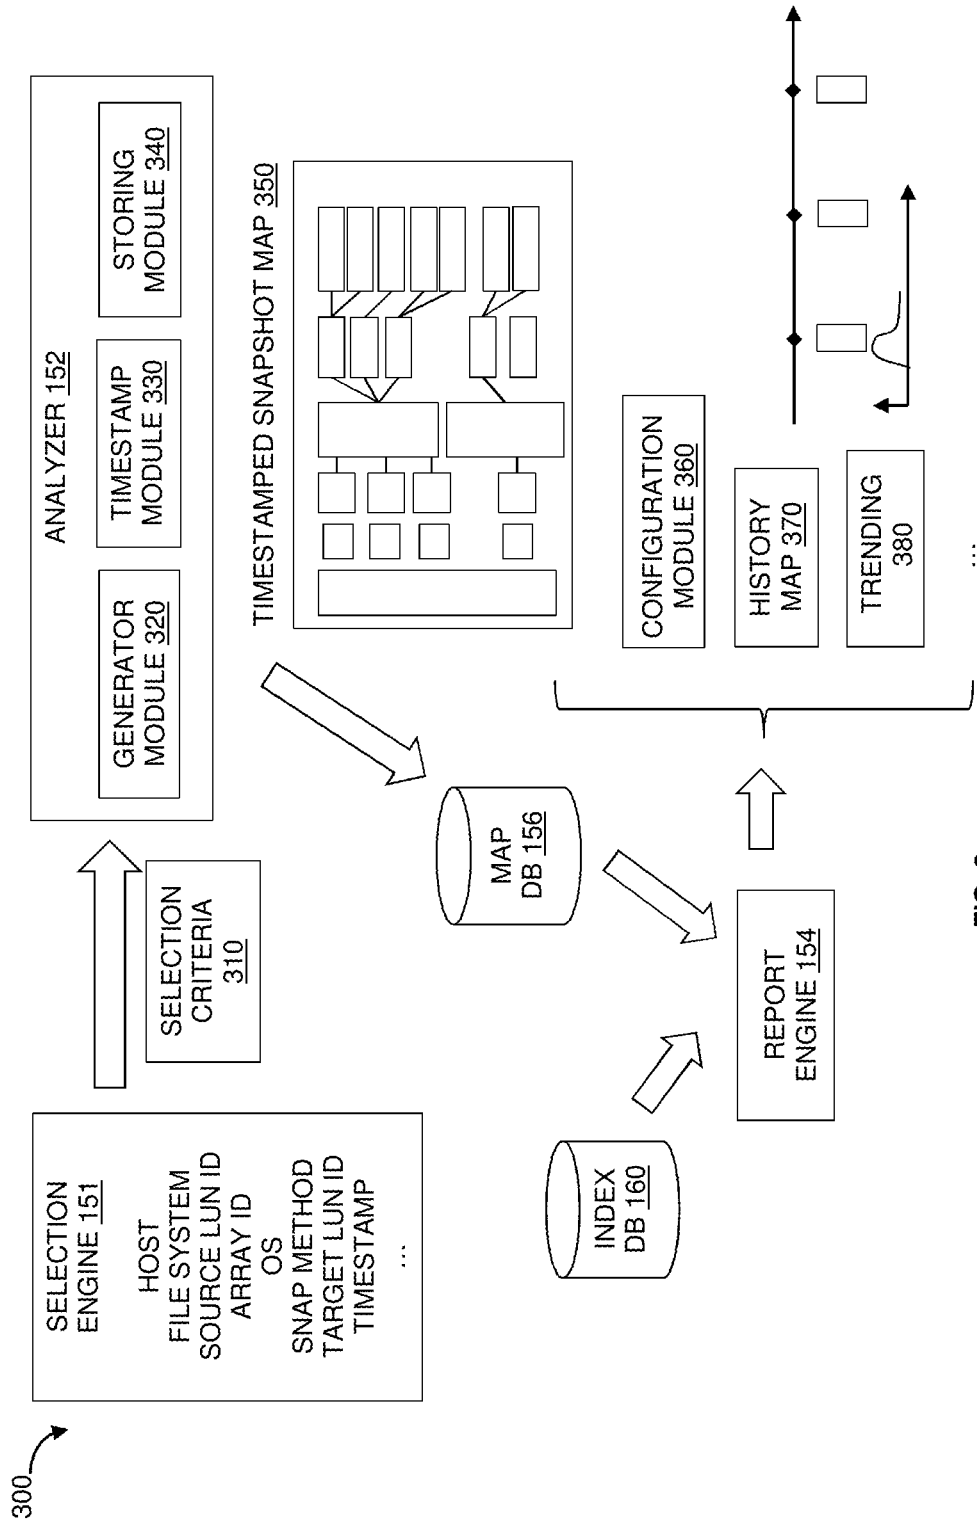 300
SELECTION
ENGINE 151
HOST
FILE SYSTEM
SOURCE LUN ID
ARRAY ID
OS
SNAP METHOD
TARGET LUN ID
TIMESTAMP
...
SELECTION
CRITERIA
310
ANALYZER 152
GENERATOR
MODULE 320
TIMESTAMP
MODULE 330
STORING
MODULE 340
TIMESTAMPED SNAPSHOT MAP 350
MAP
DB 156
INDEX
DB 160
REPORT
ENGINE 154
CONFIGURATION
MODULE 360
HISTORY
MAP 370
TRENDING
380
...